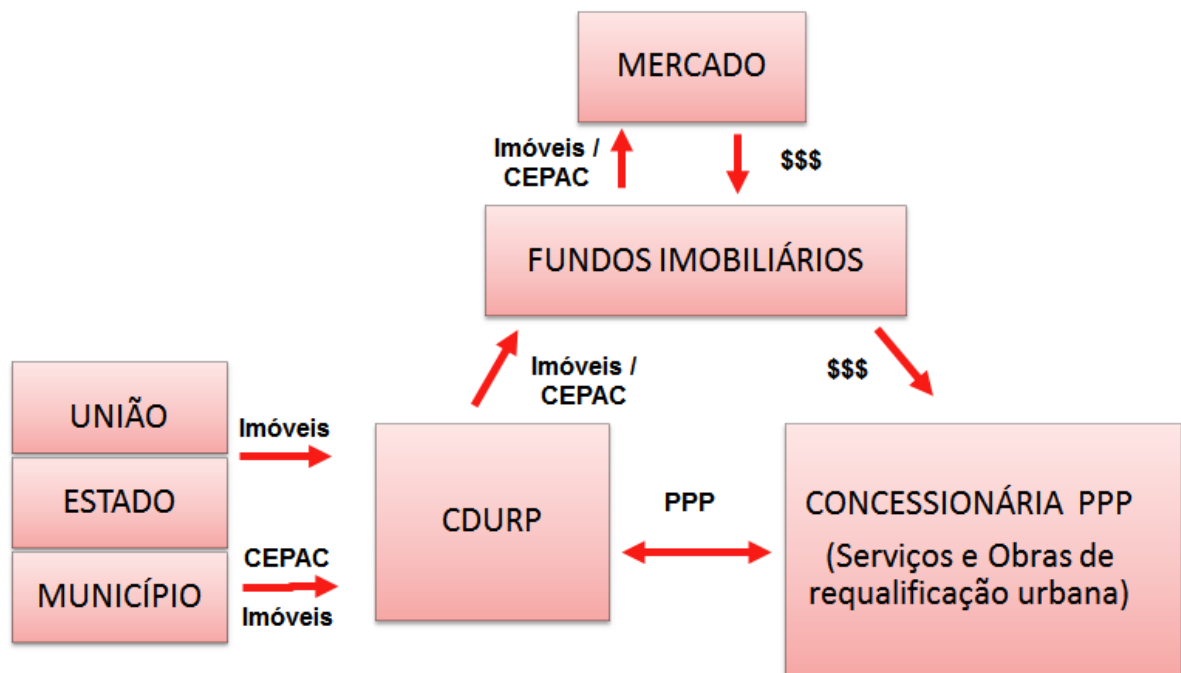 MERCADO
Imóveis /
CEPAC
$$$
FUNDOS IMOBILIÁRIOS
Imóveis /
CEPAC
$$$
UNIÃO
Imóveis
ESTADO
CEPAC
MUNICÍPIO
Imóveis
CDURP
PPP
CONCESSIONÁRIA PPP
(Serviços e Obras de
requalificação urbana)